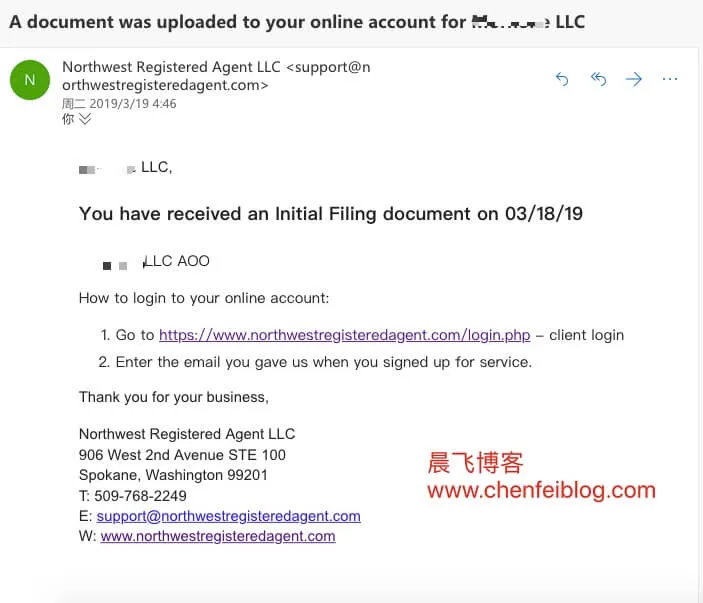 A document was uploaded to your online account for LLC
N
Northwest Registered Agent LLC <support@n
orthwestregisteredagent.com>
周二 2019/3/19 4:46
你
LLC,
You have received an Initial Filing document on 03/18/19
LLC AOO
How to login to your online account:
1. Go to https://www.northwestregisteredagent.com/login.php – client login
2. Enter the email you gave us when you signed up for service.
Thank you for your business,
Northwest Registered Agent LLC
906 West 2nd Avenue STE 100
Spokane, Washington 99201
T: 509-768-2249
E: support@northwestregisteredagent.com
W: www.northwestregisteredagent.com
晨飞博客
www.chenfeiblog.com